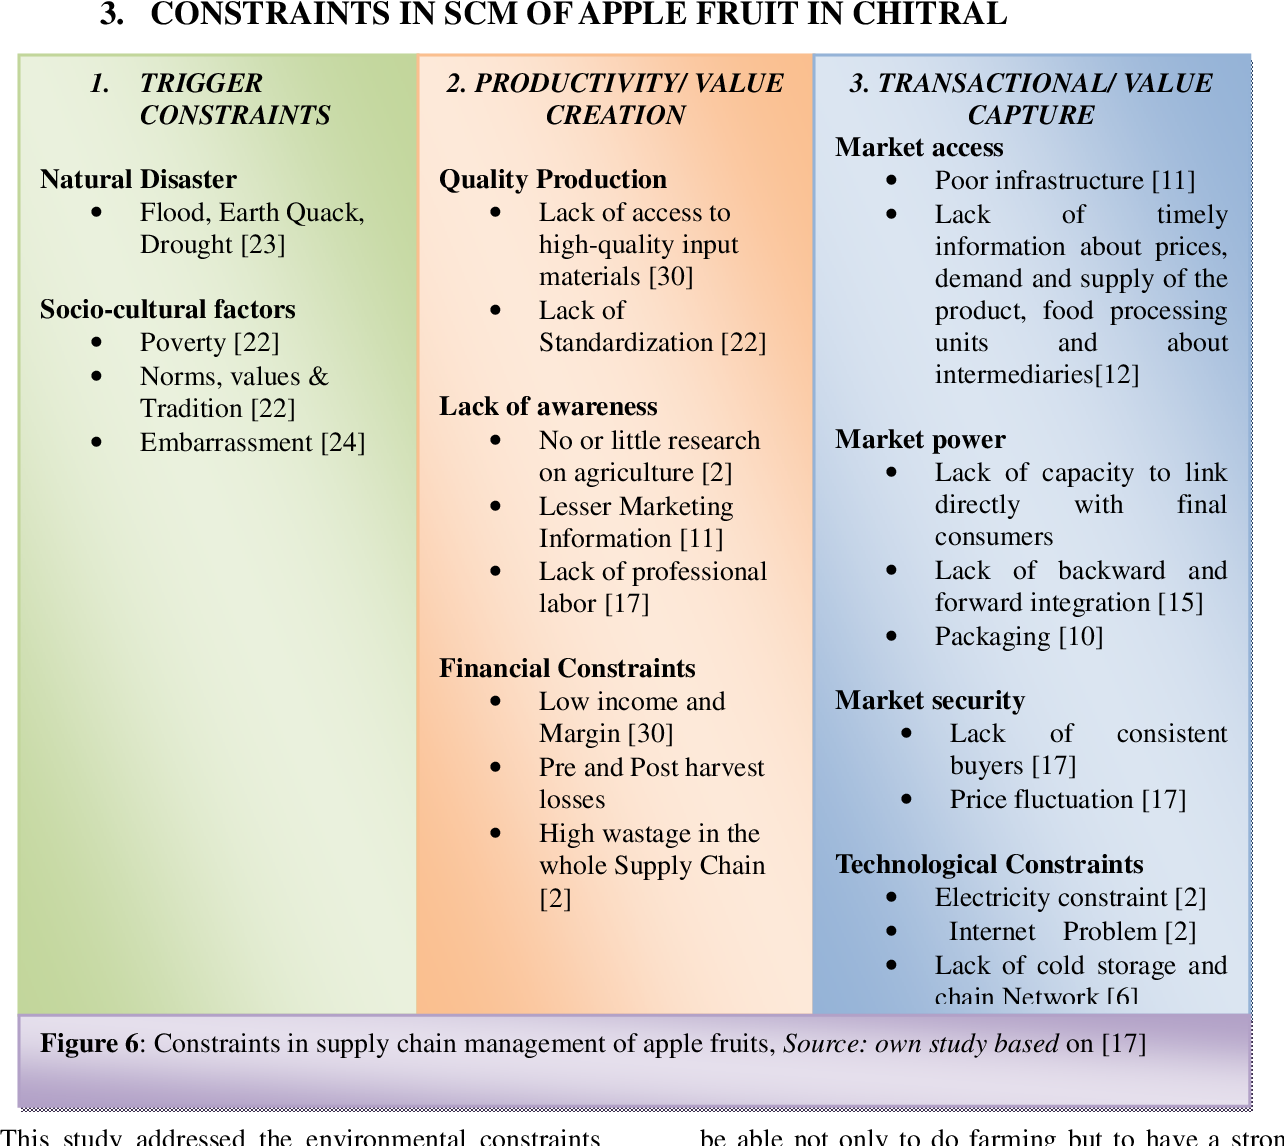 3. CONSTRAINTS IN SCM OF APPLE FRUIT IN CHITRAL
1. TRIGGER
CONSTRAINTS
Natural Disaster
• Flood, Earth Quack,
Drought [23]
Socio-cultural factors
• Poverty [22]
• Norms, values &
Tradition [22]
• Embarrassment [24]
2. PRODUCTIVITY/ VALUE
CREATION
Quality Production
• Lack of access to
high-quality input
materials [30]
• Lack of
Standardization [22]
Lack of awareness
• No or little research
on agriculture [2]
• Lesser Marketing
Information [11]
• Lack of professional
labor [17]
Financial Constraints
• Low income and
Margin [30]
• Pre and Post harvest
losses
• High wastage in the
whole Supply Chain
[2]
3. TRANSACTIONAL/ VALUE
CAPTURE
Market access
• Poor infrastructure [11]
• Lack of timely
information about prices,
demand and supply of the
product, food processing
units and about
intermediaries[12]
Market power
• Lack of capacity to link
directly with final
consumers
• Lack of backward and
forward integration [15]
• Packaging [10]
Market security
• Lack of consistent
buyers [17]
• Price fluctuation [17]
Technological Constraints
• Electricity constraint [2]
• Internet Problem [2]
• Lack of cold storage and
chain Network [6]
Figure 6: Constraints in supply chain management of apple fruits, Source: own study based on [17]
This study addressed the environmental constraints
be able not only to do farming but to have a stron